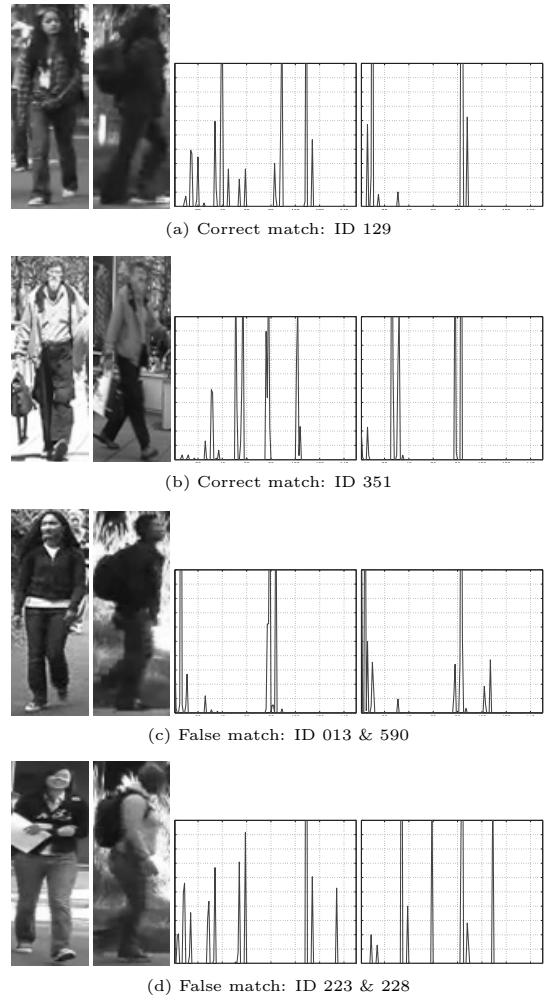 (a) Correct match: ID 129
(b) Correct match: ID 351
(c) False match: ID 013 & 590
(d) False match: ID 223 & 228